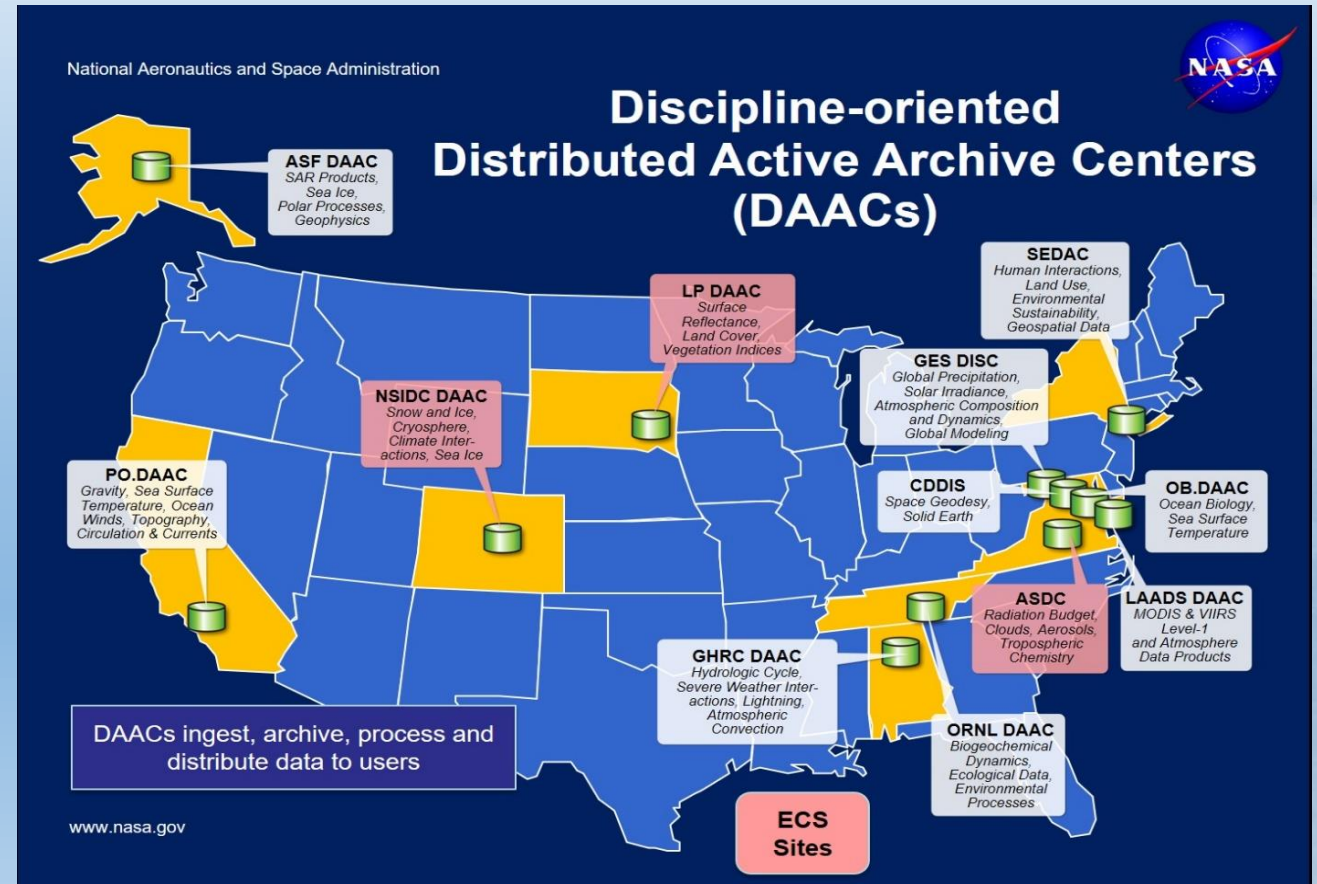 National Aeronautics and Space Administration
NASA
Discipline-oriented
Distributed Active Archive Centers
(DAACs)
ASF DAAC
SAR Products,
Sea Ice,
Polar Processes,
Geophysics
SEDAC
Human Interactions,
Land Use,
Environmental
Sustainability,
Geospatial Data
LP DAAC
Surface
Reflectance,
Land Cover,
Vegetation Indices
GES DISC
Global Precipitation,
Solar Irradiance,
Atmospheric Composition
and Dynamics,
Global Modeling
NSIDC DAAC
Snow and Ice,
Cryosphere,
Climate Inter-
actions, Sea Ice
PO.DAAC
Gravity, Sea Surface
Temperature, Ocean
Winds, Topography,
Circulation & Currents
CDDIS
Space Geodesy,
Solid Earth
OB.DAAC
Ocean Biology,
Sea Surface
Temperature
ASDC
Radiation Budget,
Clouds, Aerosols,
Tropospheric
Chemistry
LAADS DAAC
MODIS & VIIRS
Level-1
and Atmosphere
Data Products
GHRC DAAC
Hydrologic Cycle,
Severe Weather Inter-
actions, Lightning,
Atmospheric
Convection
ORNL DAAC
Biogeochemical
Dynamics,
Ecological Data,
Environmental
Processes
DAACs ingest, archive, process and
distribute data to users
ECS
Sites
www.nasa.gov